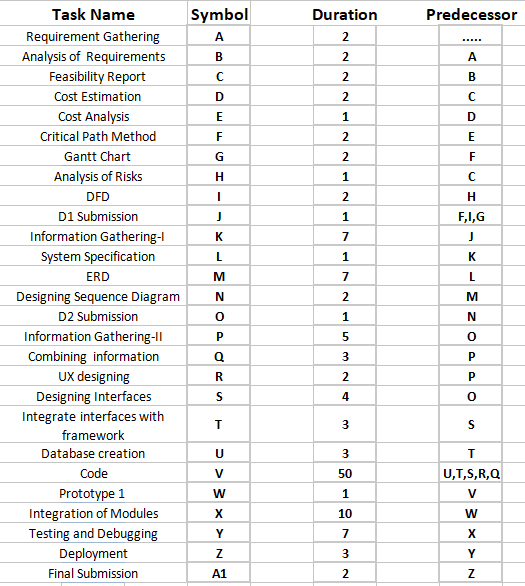 Task Name Symbol Duration Predecessor
Requirement Gathering A 2 .....
Analysis of Requirements B 2 A
Feasibility Report C 2 B
Cost Estimation D 2 C
Cost Analysis E 1 D
Critical Path Method F 2 E
Gantt Chart G 2 F
Analysis of Risks H 1 C
DFD I 2 H
D1 Submission J 1 F,I,G
Information Gathering-I K 7 J
System Specification L 1 K
ERD M 7 L
Designing Sequence Diagram N 2 M
D2 Submission O 1 N
Information Gathering-II P 5 O
Combining information Q 3 P
UX designing R 2 P
Designing Interfaces S 4 O
Integrate interfaces with
framework T 3 S
Database creation U 3 T
Code V 50 U,T,S,R,Q
Prototype 1 W 1 V
Integration of Modules X 10 W
Testing and Debugging Y 7 X
Deployment Z 3 Y
Final Submission A1 2 Z